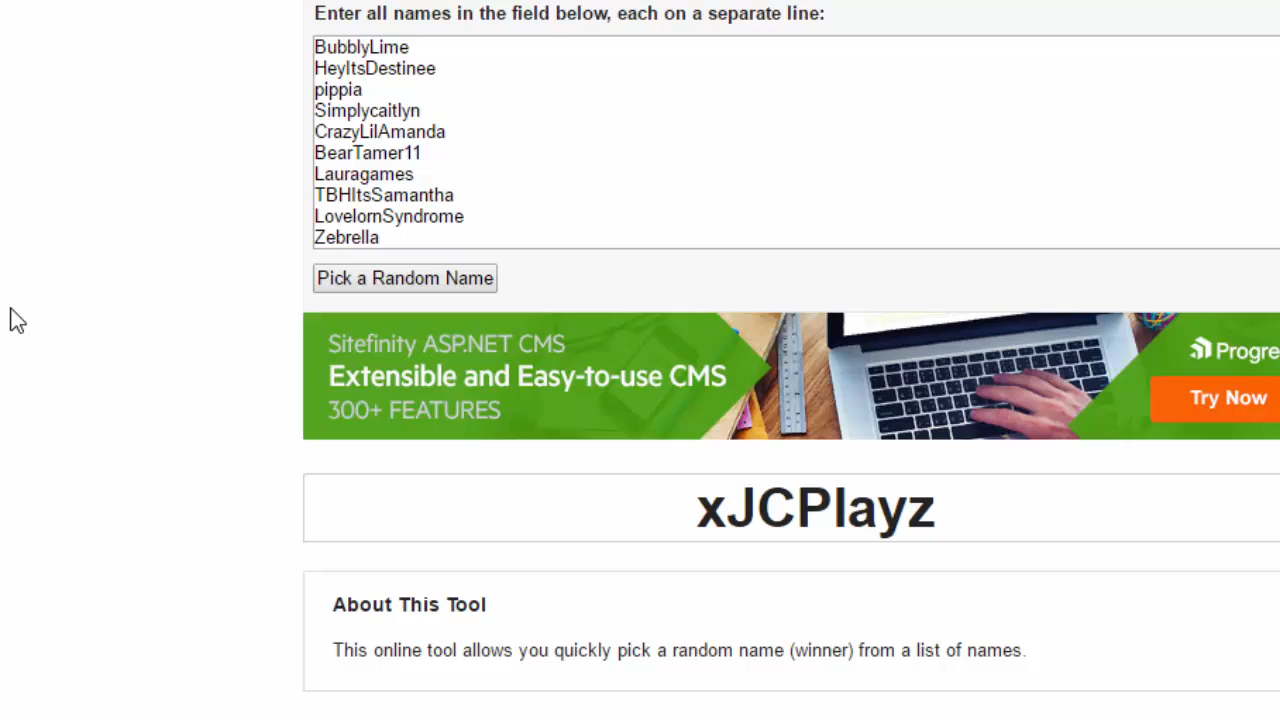 Enter all names in the field below, each on a separate line:
BubblyLime
HeyItsDestinee
pippia
Simplycaitlyn
CrazyLilAmanda
BearTamer11
Lauragames
TBHItsSamantha
LovelornSyndrome
Zebrella
Pick a Random Name
Sitefinity ASP.NET CMS
Extensible and Easy-to-use CMS
300+ FEATURES
Progre
Try Now
xJCPlayz
About This Tool
This online tool allows you quickly pick a random name (winner) from a list of names.